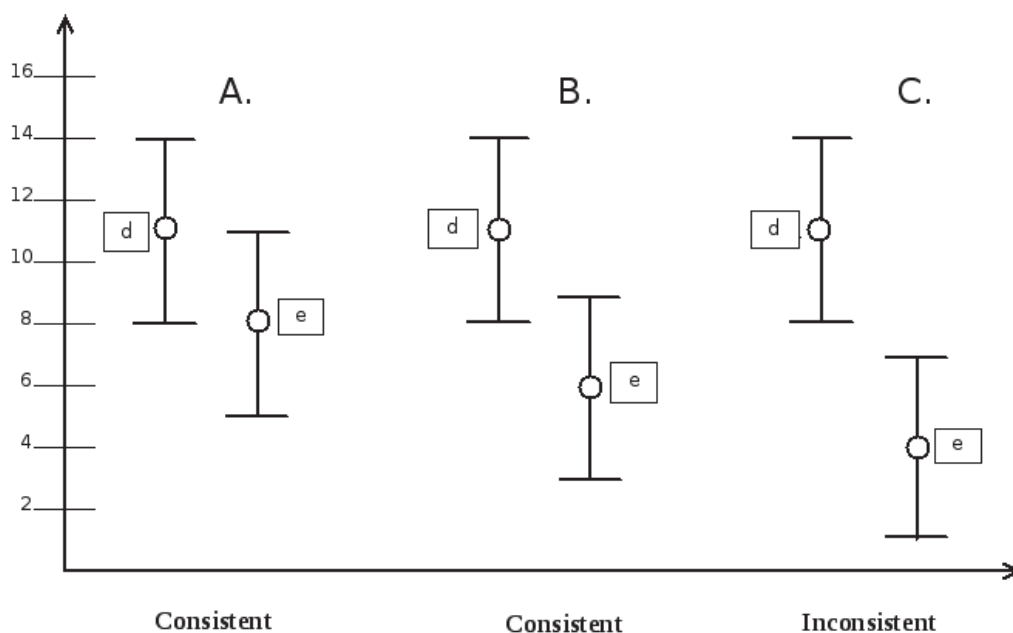 16
14
12
10
8
6
4
2
A.
B.
C.
d
e
d
e
d
e
Consistent
Consistent
Inconsistent